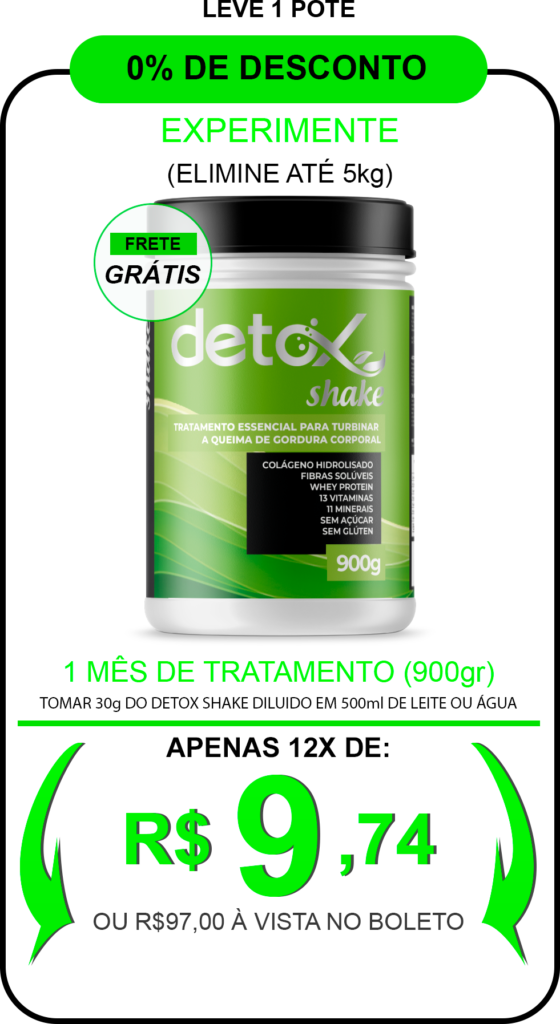 LEVE 1 POTE
0% DE DESCONTO
EXPERIMENTE
(ELIMINE ATÉ 5kg)
FRETE
GRÁTIS
detox
shake
shake
TRATAMENTO ESSENCIAL PARA TURBINAR
A QUEIMA DE GORDURA CORPORAL
COLÁGENO HIDROLISADO
FIBRAS SOLÚVEIS
WHEY PROTEIN
13 VITAMINAS
11 MINERAIS
SEM AÇÚCAR
SEM GLÚTEN
900g
1 MÊS DE TRATAMENTO (900gr)
TOMAR 30g DO DETOX SHAKE DILUIDO EM 500ml DE LEITE OU ÁGUA
APENAS 12X DE:
R$ 9,74
OU R$97,00 À VISTA NO BOLETO